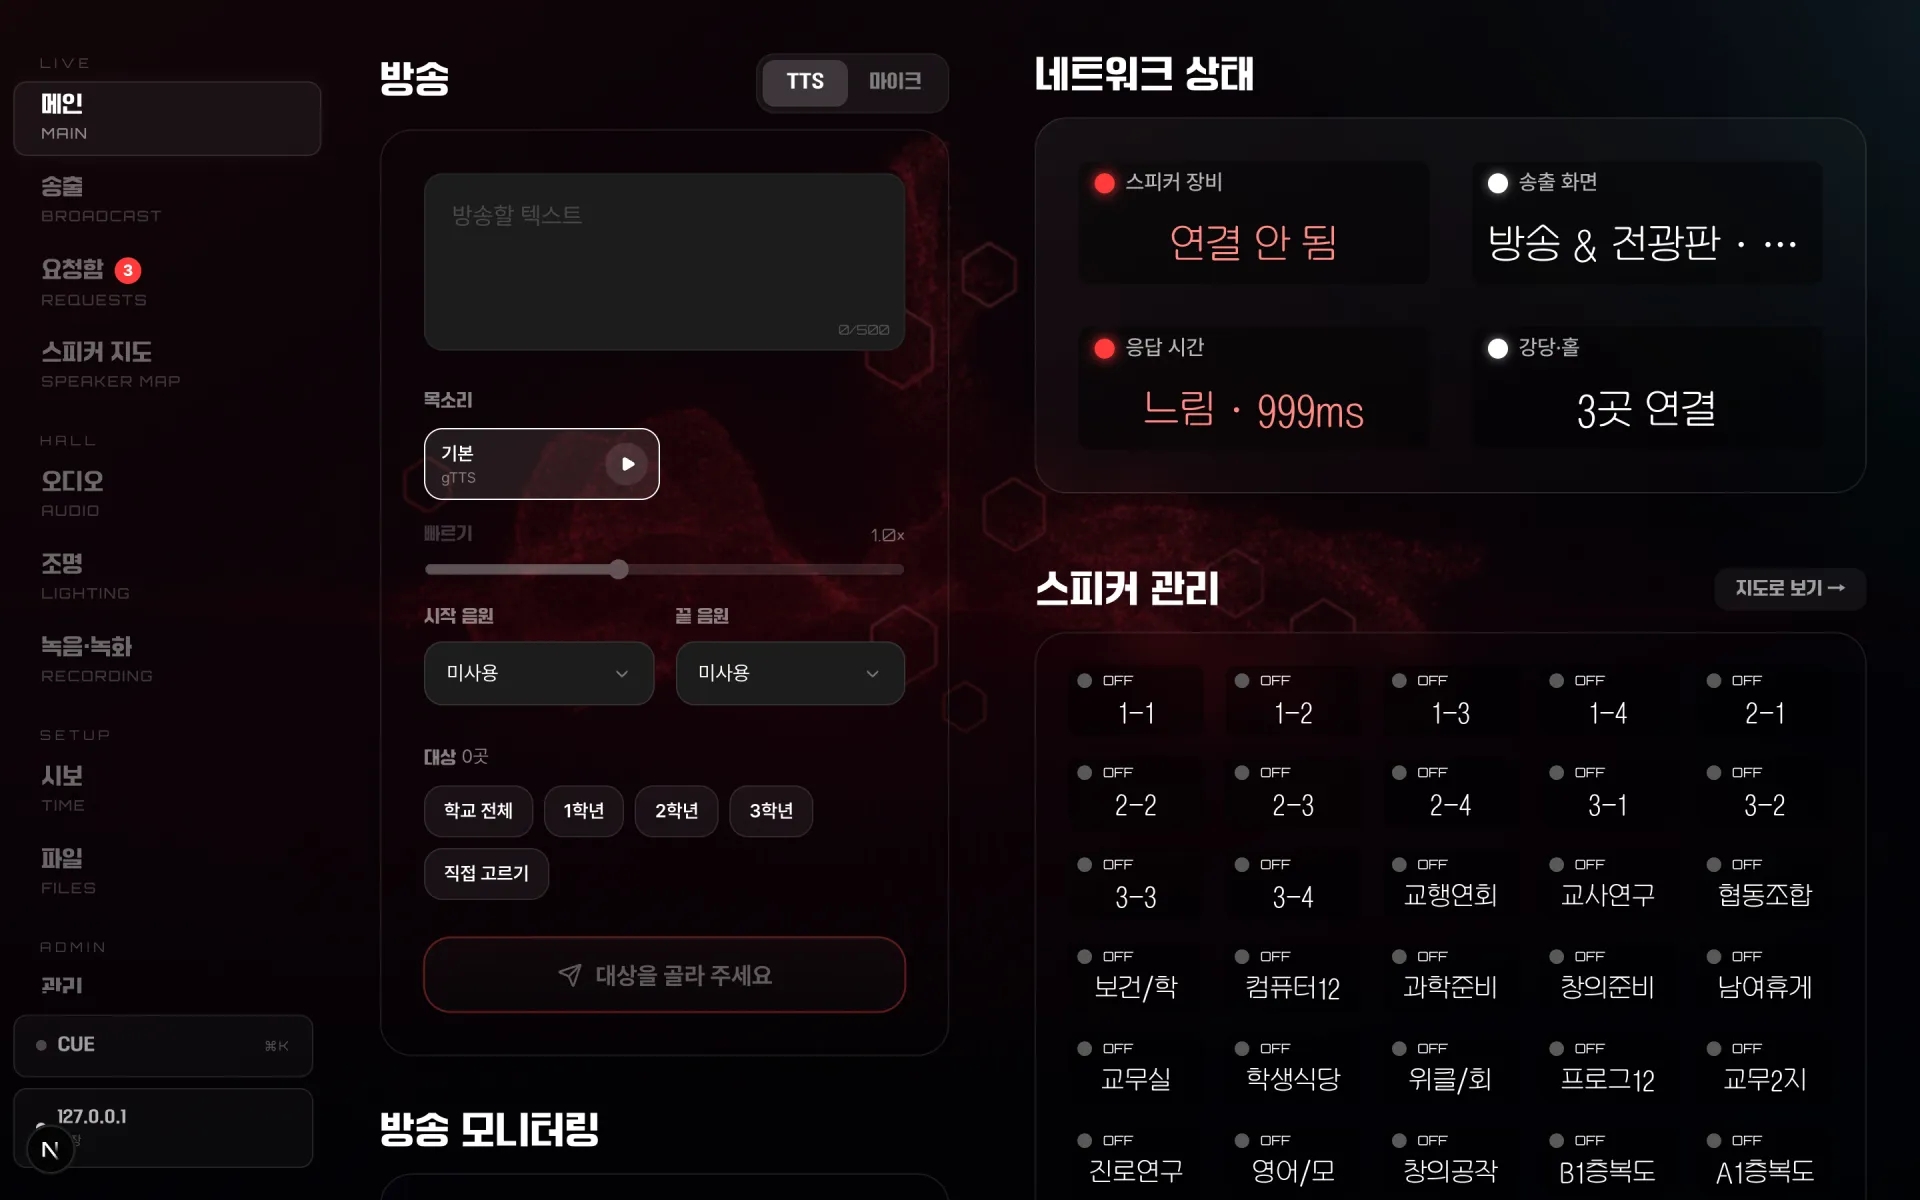 LIVE
메인
MAIN
송출
BROADCAST
요청함 3
REQUESTS
스피커 지도
SPEAKER MAP
HALL
오디오
AUDIO
조명
LIGHTING
녹음·녹화
RECORDING
SETUP
시보
TIME
파일
FILES
ADMIN
관리
CUE ⌘K
127.0.0.1
장
N
방송
TTS 마이크
방송할 텍스트
0/500
목소리
기본
gTTS
빠르기 1.0×
시작 음원 끝 음원
미사용 미사용
대상 0곳
학교 전체 1학년 2학년 3학년
직접 고르기
대상을 골라 주세요
방송 모니터링
네트워크 상태
스피커 장비
연결 안 됨
송출 화면
방송 & 전광판 · ···
응답 시간
느림 · 999ms
강당·홀
3곳 연결
스피커 관리
지도로 보기 →
OFF OFF OFF OFF OFF
1-1 1-2 1-3 1-4 2-1
OFF OFF OFF OFF OFF
2-2 2-3 2-4 3-1 3-2
OFF OFF OFF OFF OFF
3-3 3-4 교행연회 교사연구 협동조합
OFF OFF OFF OFF OFF
보건/학 컴퓨터12 과학준비 창의준비 남여휴게
OFF OFF OFF OFF OFF
교무실 학생식당 위클/회 프로그12 교무2지
OFF OFF OFF OFF OFF
진로연구 영어/모 창의공작 B1층복도 A1층복도